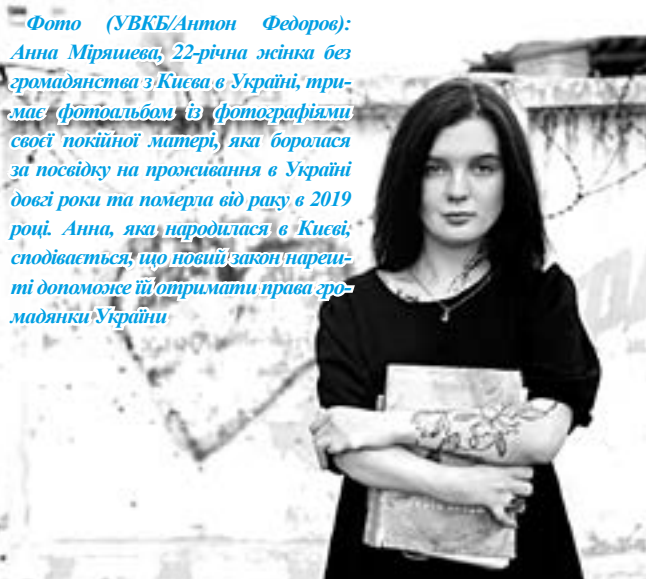 Фото (УВКБ/Антон Федоров):
Анна Міряшева, 22-річна жінка без
громадянства з Києва в Україні, три-
має фотоальбом із фотографіями
своєї покійної матері, яка боролася
за посвідку на проживання в Україні
довгі роки та померла від раку в 2019
році. Анна, яка народилася в Києві,
сподівається, що новий закон нареш-
ті допоможе їй отримати права гро-
мадянки України